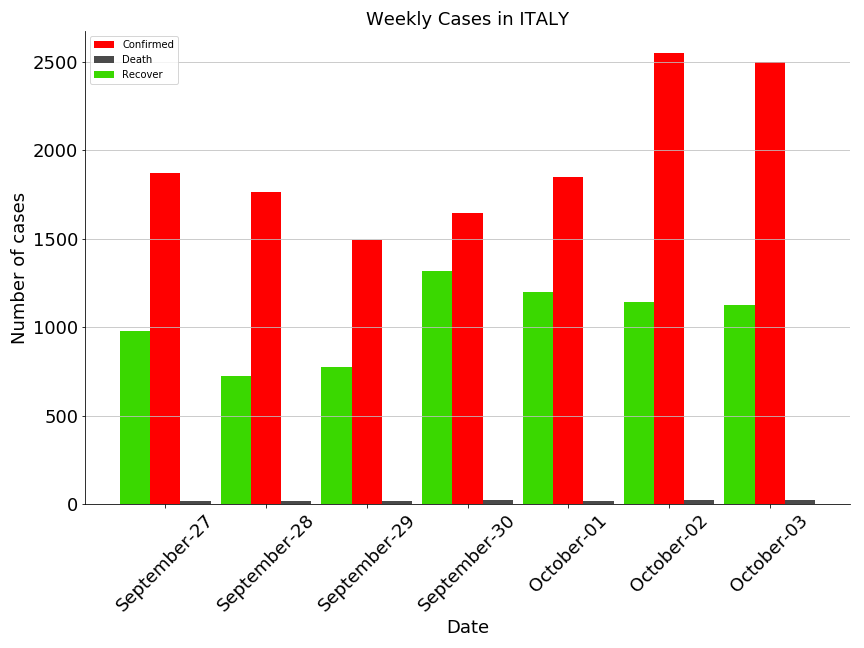 Weekly Cases in ITALY
Confirmed
Death
Recover
Number of cases
2500
2000
1500
1000
500
0
September-27
September-28
September-29
September-30
October-01
October-02
October-03
Date